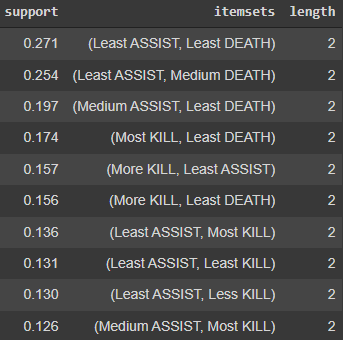 support itemsets length
0.271 (Least ASSIST, Least DEATH) 2
0.254 (Least ASSIST, Medium DEATH) 2
0.197 (Medium ASSIST, Least DEATH) 2
0.174 (Most KILL, Least DEATH) 2
0.157 (More KILL, Least ASSIST) 2
0.156 (More KILL, Least DEATH) 2
0.136 (Least ASSIST, Most KILL) 2
0.131 (Least ASSIST, Least KILL) 2
0.130 (Least ASSIST, Less KILL) 2
0.126 (Medium ASSIST, Most KILL) 2